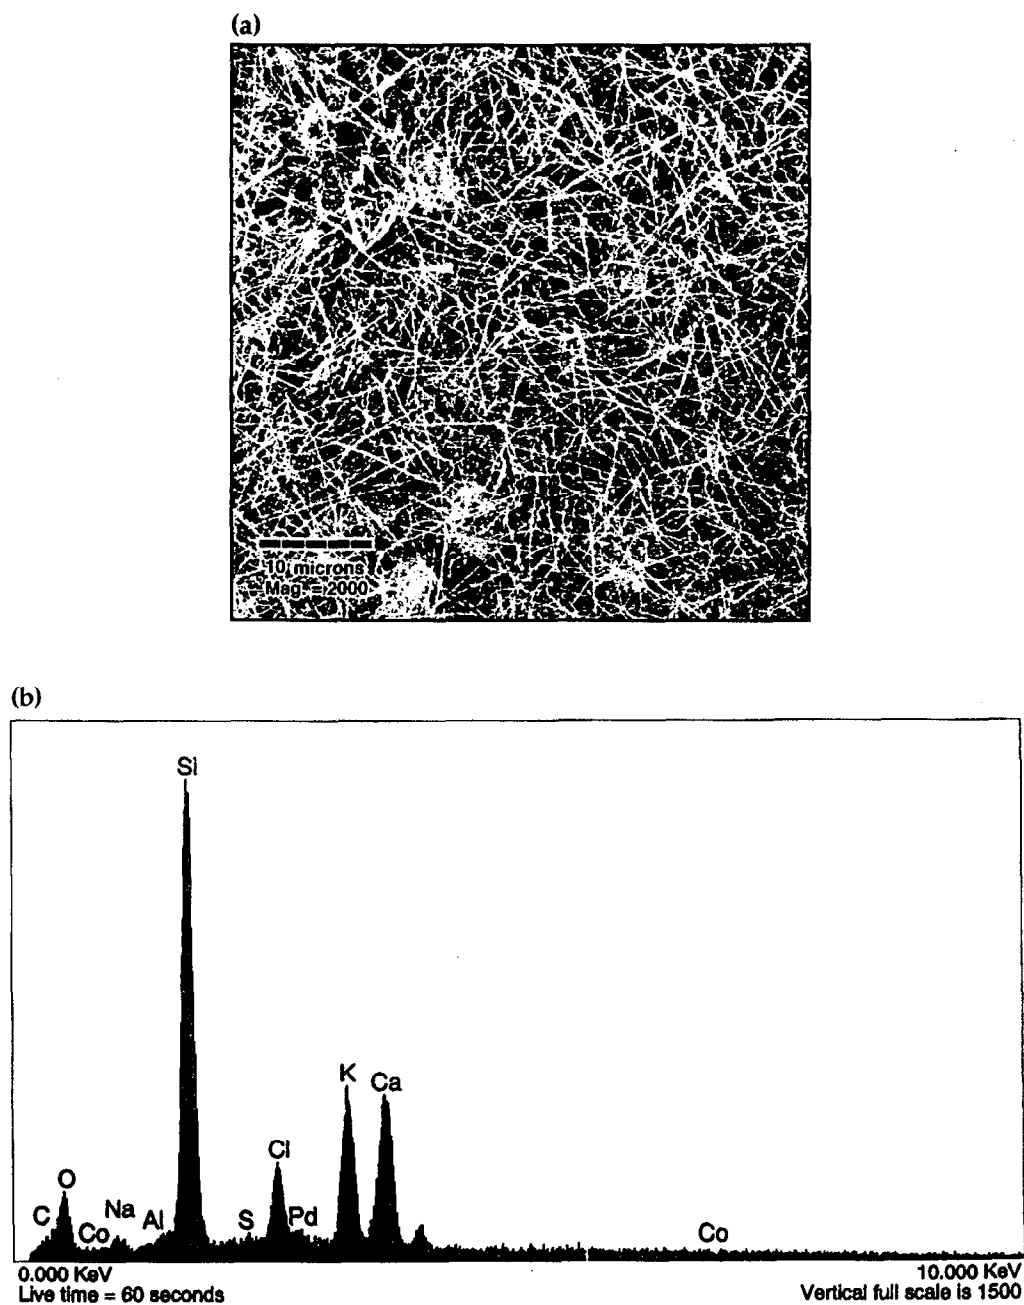 (a)
10 microns
Mag. = 2000
(b)
Si
K
Ca
Cl
O
C
Co
Na
Al
S
Pd
Co
0.000 KeV
10.000 KeV
Live time = 60 seconds
Vertical full scale is 1500